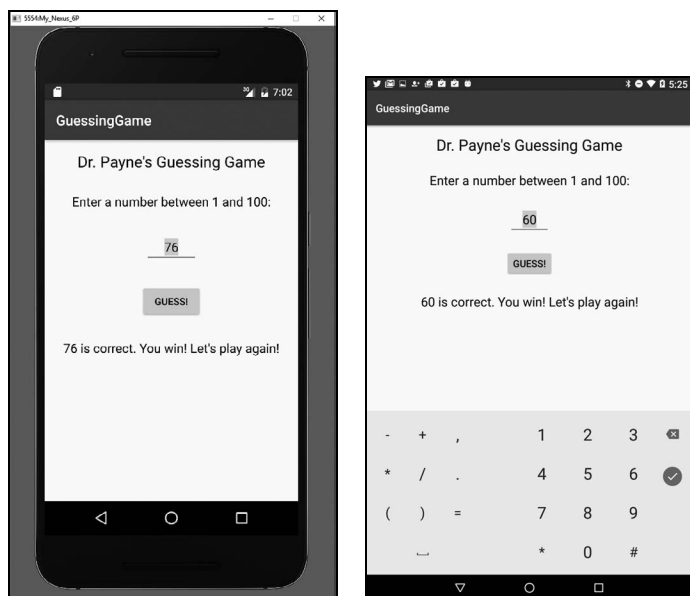 5554:My_Nexus_6P
3G 7:02
GuessingGame
Dr. Payne's Guessing Game
Enter a number between 1 and 100:
76
GUESS!
76 is correct. You win! Let's play again!
5:25
GuessingGame
Dr. Payne's Guessing Game
Enter a number between 1 and 100:
60
GUESS!
60 is correct. You win! Let's play again!
- + , 1 2 3
* / . 4 5 6
( ) = 7 8 9
* 0 #